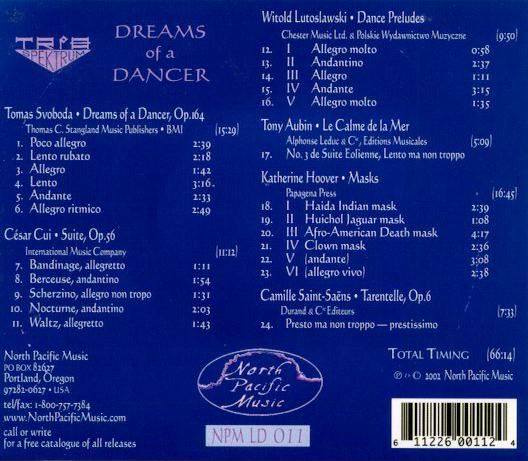 TRIO
SPEKTRUM
DREAMS
of a
DANCER
Tomas Svoboda • Dreams of a Dancer, Op.164
Thomas C. Stangland Music Publishers • BMI (15:29)
1. Poco allegro 2:39
2. Lento rubato 2:18
3. Allegro 1:42
4. Lento 3:16
5. Andante 2:33
6. Allegro ritmico 2:49
César Cui • Suite, Op.56
International Music Company (11:12)
7. Bandinage, allegretto 1:11
8. Berceuse, andantino 1:54
9. Scherzino, allegro non tropo 1:31
10. Nocturne, andantino 2:03
11. Waltz, allegretto 1:43
North Pacific Music
PO BOX 82627
Portland, Oregon
97282-0627 • USA
tel/fax: 1-800-757-7384
www.NorthPacificMusic.com
call or write
for a free catalogue of all releases
Witold Lutoslawski • Dance Preludes
Chester Music Ltd. & Polskie Wydawnictwo Muzyczne (9:50)
12. I Allegro molto 0:58
13. II Andantino 2:37
14. III Allegro 1:11
15. IV Andante 3:15
16. V Allegro molto 1:35
Tony Aubin • Le Calme de la Mer
Alphonse Leduc & Cie, Editions Musicales (5:09)
17. No. 3 de Suite Eolienne, Lento ma non troppo
Katherine Hoover • Masks
Papagena Press (16:45)
18. I Haida Indian mask 2:39
19. II Huichol Jaguar mask 1:08
20. III Afro-American Death mask 4:17
21. IV Clown mask 2:36
22. V (andante) 3:08
23. VI (allegro vivo) 2:38
Camille Saint-Saëns • Tarentelle, Op.6
Durand & Cie Editeurs (7:33)
24. Presto ma non troppo — prestissimo
TOTAL TIMING (66:14)
℗ © 2002 North Pacific Music
North
Pacific
Music
NPM LD 011
6 11226 00112 4